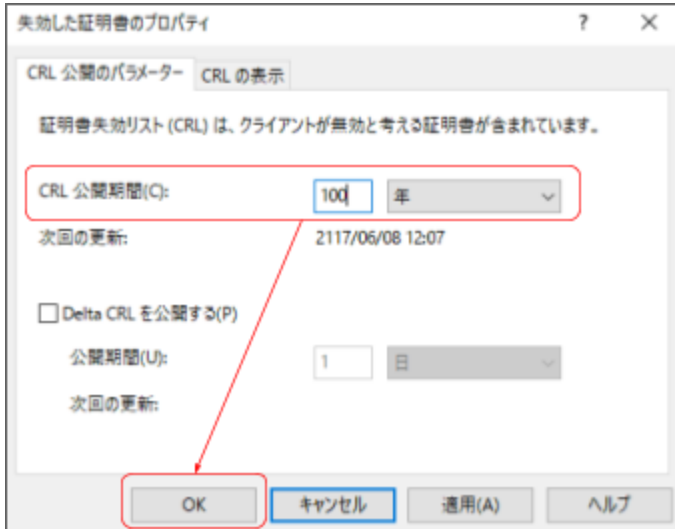 失効した証明書のプロパティ ? ×
CRL 公開のパラメーター CRL の表示
証明書失効リスト (CRL) は、クライアントが無効と考える証明書が含まれています。
CRL 公開期間(C): 100 年
次回の更新: 2117/06/08 12:07
Delta CRL を公開する(P)
公開期間(U): 1 日
次回の更新:
OK キャンセル 適用(A) ヘルプ